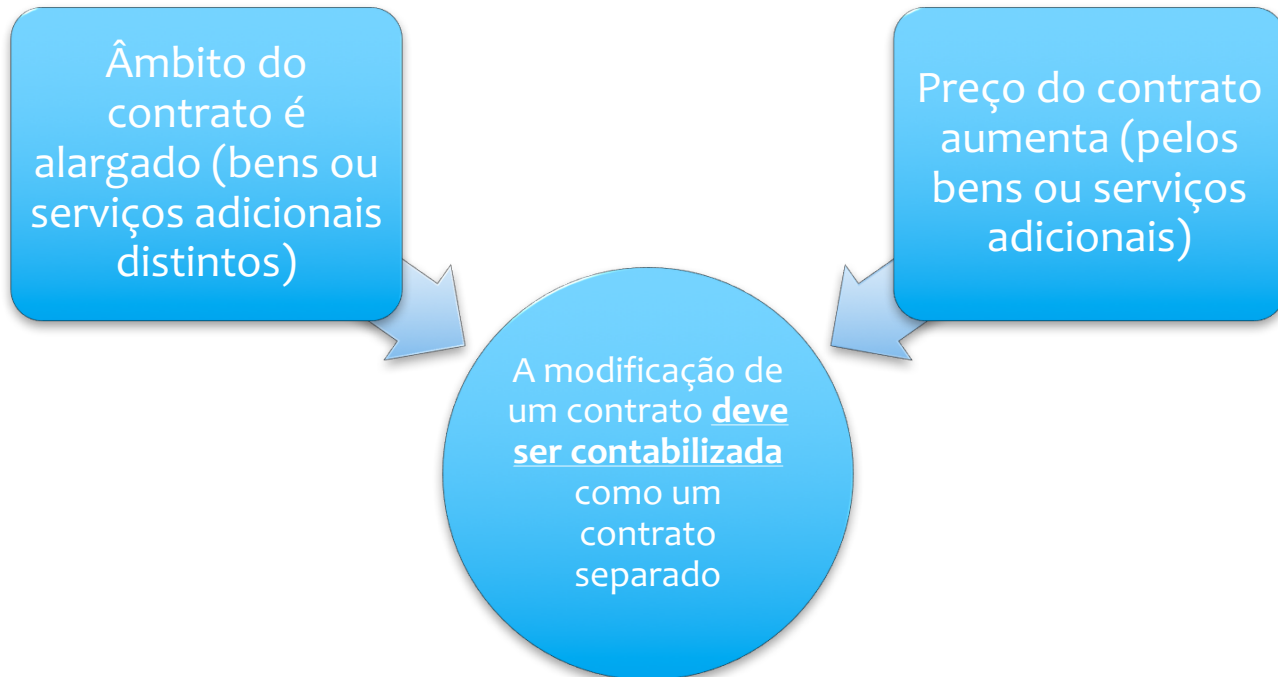 Âmbito do
contrato é
alargado (bens ou
serviços adicionais
distintos)
Preço do contrato
aumenta (pelos
bens ou serviços
adicionais)
A modificação de
um contrato deve
ser contabilizada
como um
contrato
separado